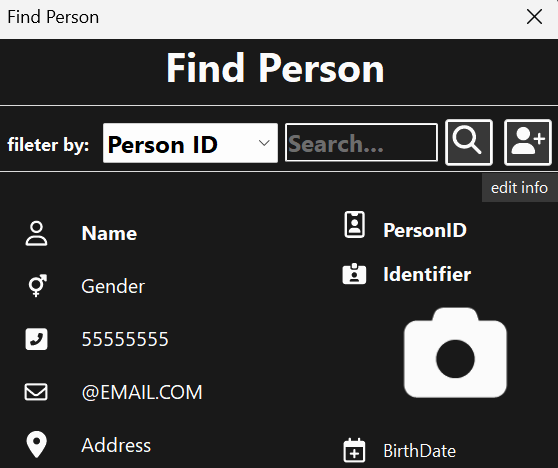 Find Person
Find Person
fileter by: Person ID Search...
edit info
Name
Gender
55555555
@EMAIL.COM
Address
PersonID
Identifier
BirthDate